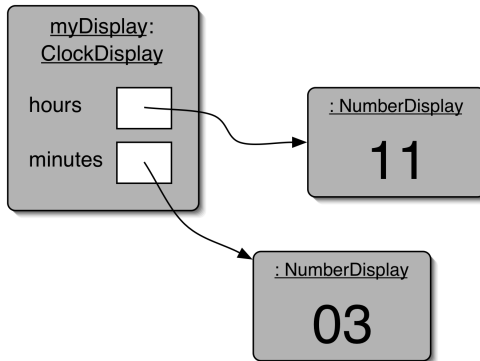 myDisplay:
ClockDisplay
hours
minutes
: NumberDisplay
11
: NumberDisplay
03